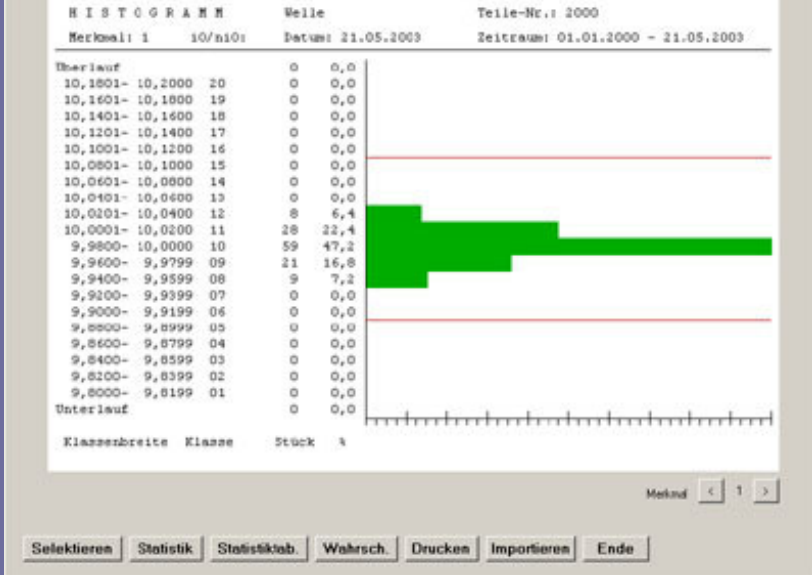 H I S T O G R A M M Welle Teile-Nr.: 2000
Merkmal: 1 i0/ni0: Datum: 21.05.2003 Zeitraum: 01.01.2000 - 21.05.2003
Überlauf 0 0,0
10,1801- 10,2000 20 0 0,0
10,1601- 10,1800 19 0 0,0
10,1401- 10,1600 18 0 0,0
10,1201- 10,1400 17 0 0,0
10,1001- 10,1200 16 0 0,0
10,0801- 10,1000 15 0 0,0
10,0601- 10,0800 14 0 0,0
10,0401- 10,0600 13 0 0,0
10,0201- 10,0400 12 8 6,4
10,0001- 10,0200 11 28 22,4
9,9800- 10,0000 10 59 47,2
9,9600- 9,9799 09 21 16,8
9,9400- 9,9599 08 9 7,2
9,9200- 9,9399 07 0 0,0
9,9000- 9,9199 06 0 0,0
9,8800- 9,8999 05 0 0,0
9,8600- 9,8799 04 0 0,0
9,8400- 9,8599 03 0 0,0
9,8200- 9,8399 02 0 0,0
9,8000- 9,8199 01 0 0,0
Unterlauf 0 0,0
Klassenbreite Klasse Stück %
Merkmal < 1 >
Selektieren Statistik Statistiktab. Wahrsch. Drucken Importieren Ende